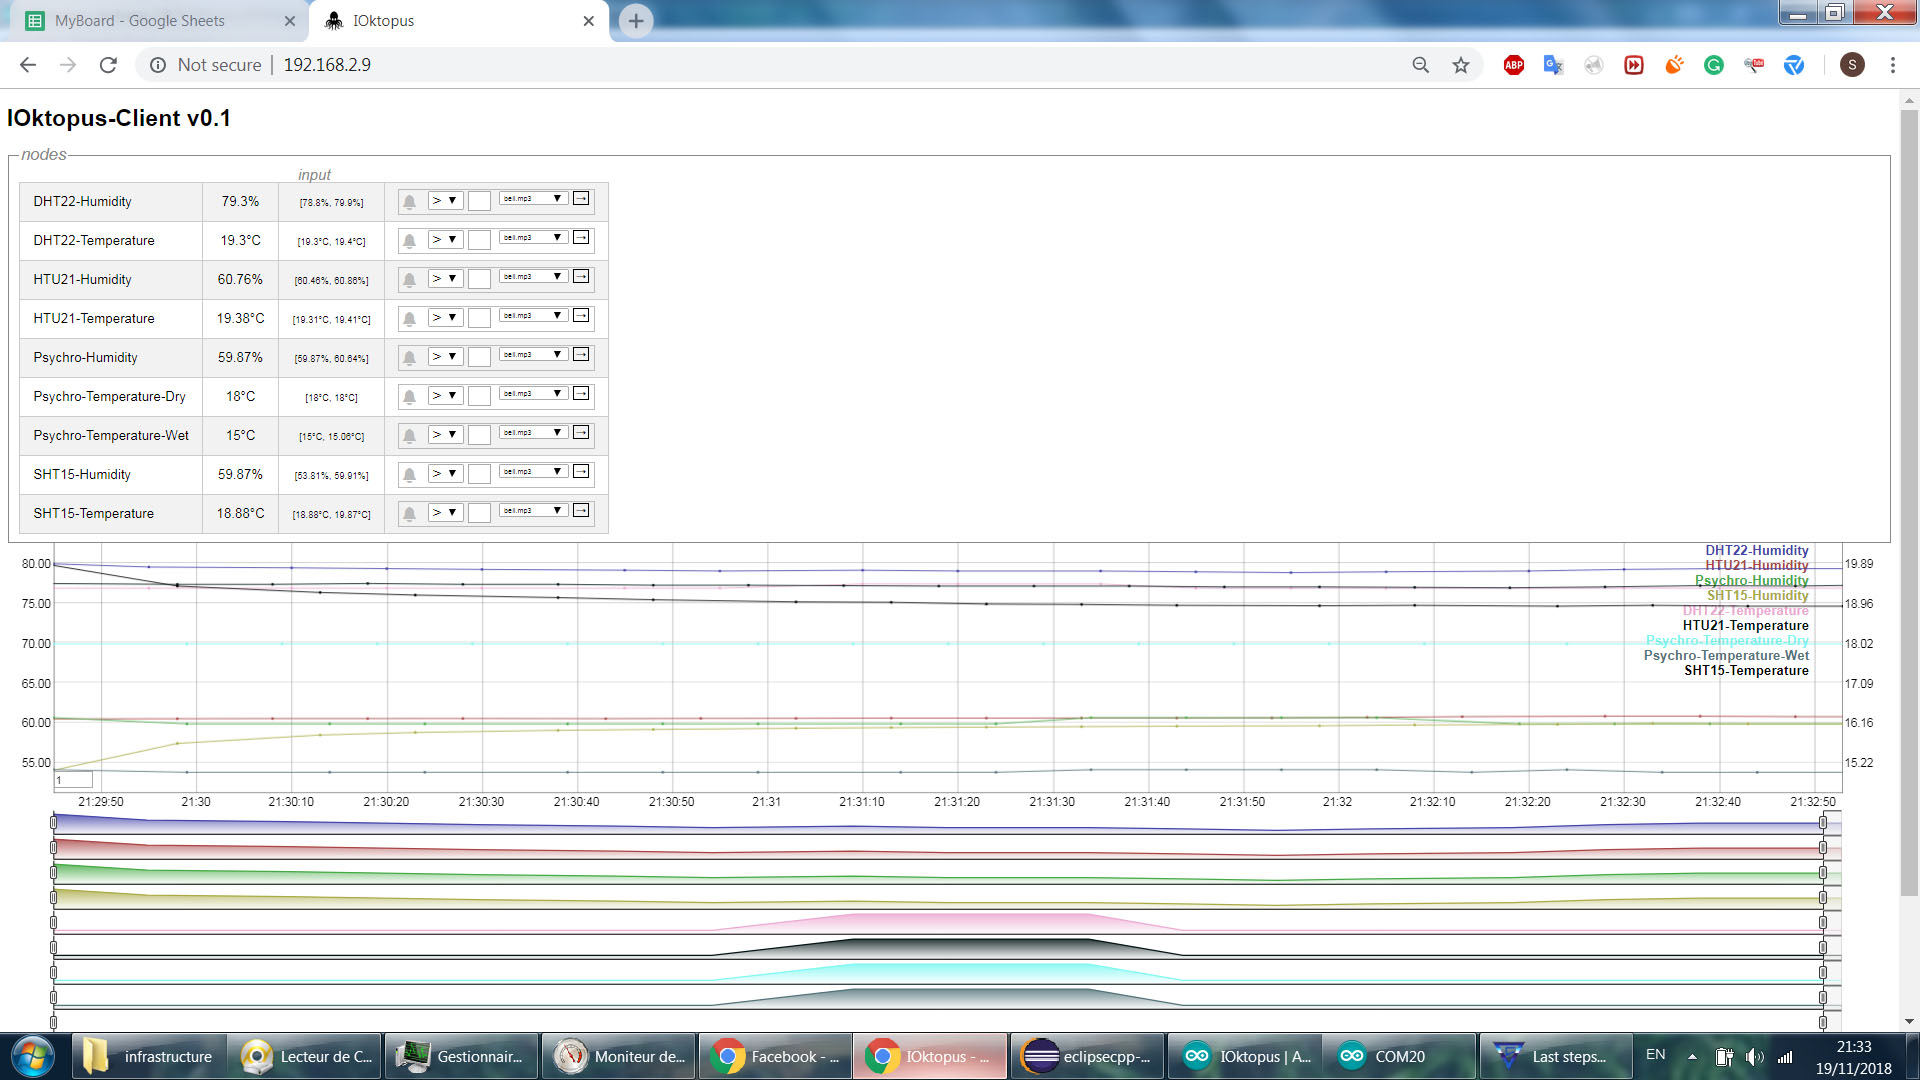 MyBoard - Google Sheets
IOktopus
Not secure | 192.168.2.9
ABP
S
IOktopus-Client v0.1
nodes
input
DHT22-Humidity 79.3% [78.8%, 79.9%] > ▼ bell.mp3 ▼ →
DHT22-Temperature 19.3°C [19.3°C, 19.4°C] > ▼ bell.mp3 ▼ →
HTU21-Humidity 60.76% [60.46%, 60.86%] > ▼ bell.mp3 ▼ →
HTU21-Temperature 19.38°C [19.31°C, 19.41°C] > ▼ bell.mp3 ▼ →
Psychro-Humidity 59.87% [59.87%, 60.64%] > ▼ bell.mp3 ▼ →
Psychro-Temperature-Dry 18°C [18°C, 18°C] > ▼ bell.mp3 ▼ →
Psychro-Temperature-Wet 15°C [15°C, 15.06°C] > ▼ bell.mp3 ▼ →
SHT15-Humidity 59.87% [53.81%, 59.91%] > ▼ bell.mp3 ▼ →
SHT15-Temperature 18.88°C [18.88°C, 19.87°C] > ▼ bell.mp3 ▼ →
DHT22-Humidity
HTU21-Humidity
Psychro-Humidity
SHT15-Humidity
DHT22-Temperature
HTU21-Temperature
Psychro-Temperature-Dry
Psychro-Temperature-Wet
SHT15-Temperature
80.00 19.89
75.00 18.96
70.00 18.02
65.00 17.09
60.00 16.16
55.00 15.22
1
21:29:50 21:30 21:30:10 21:30:20 21:30:30 21:30:40 21:30:50 21:31 21:31:10 21:31:20 21:31:30 21:31:40 21:31:50 21:32 21:32:10 21:32:20 21:32:30 21:32:40 21:32:50
infrastructure Lecteur de C... Gestionnair... Moniteur de... Facebook - ... IOktopus - ... eclipsecpp-... IOktopus | A... COM20 Last steps... EN 21:33
19/11/2018